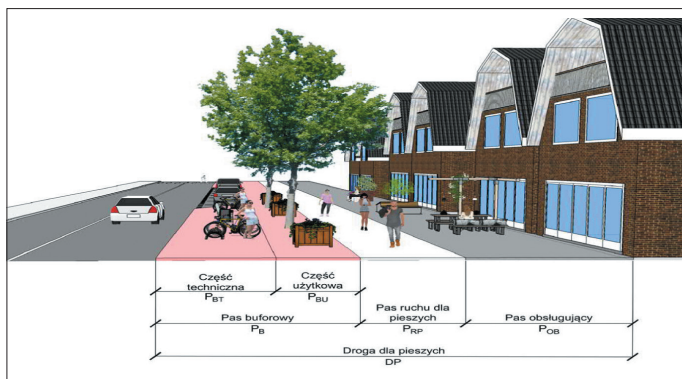 Część
techniczna
PBT
Część
użytkowa
PBU
Pas buforowy
PB
Pas ruchu dla
pieszych
PRP
Pas obsługujący
POB
Droga dla pieszych
DP